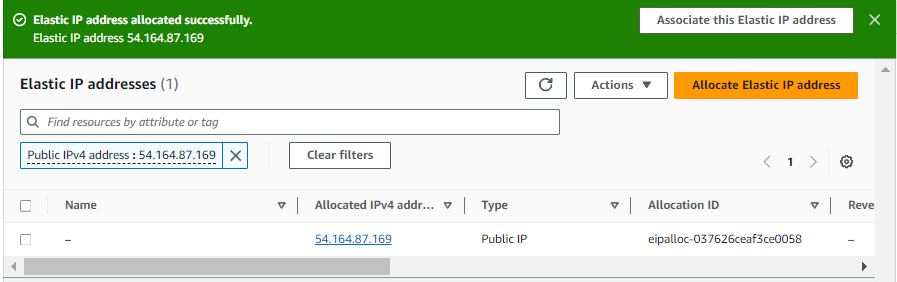 Elastic IP address allocated successfully.
Elastic IP address 54.164.87.169
Associate this Elastic IP address
Elastic IP addresses (1)
Actions
Allocate Elastic IP address
Find resources by attribute or tag
Public IPv4 address : 54.164.87.169
Clear filters
1
Name
Allocated IPv4 addr...
Type
Allocation ID
Reve
–
54.164.87.169
Public IP
eipalloc-037626ceaf3ce0058
–